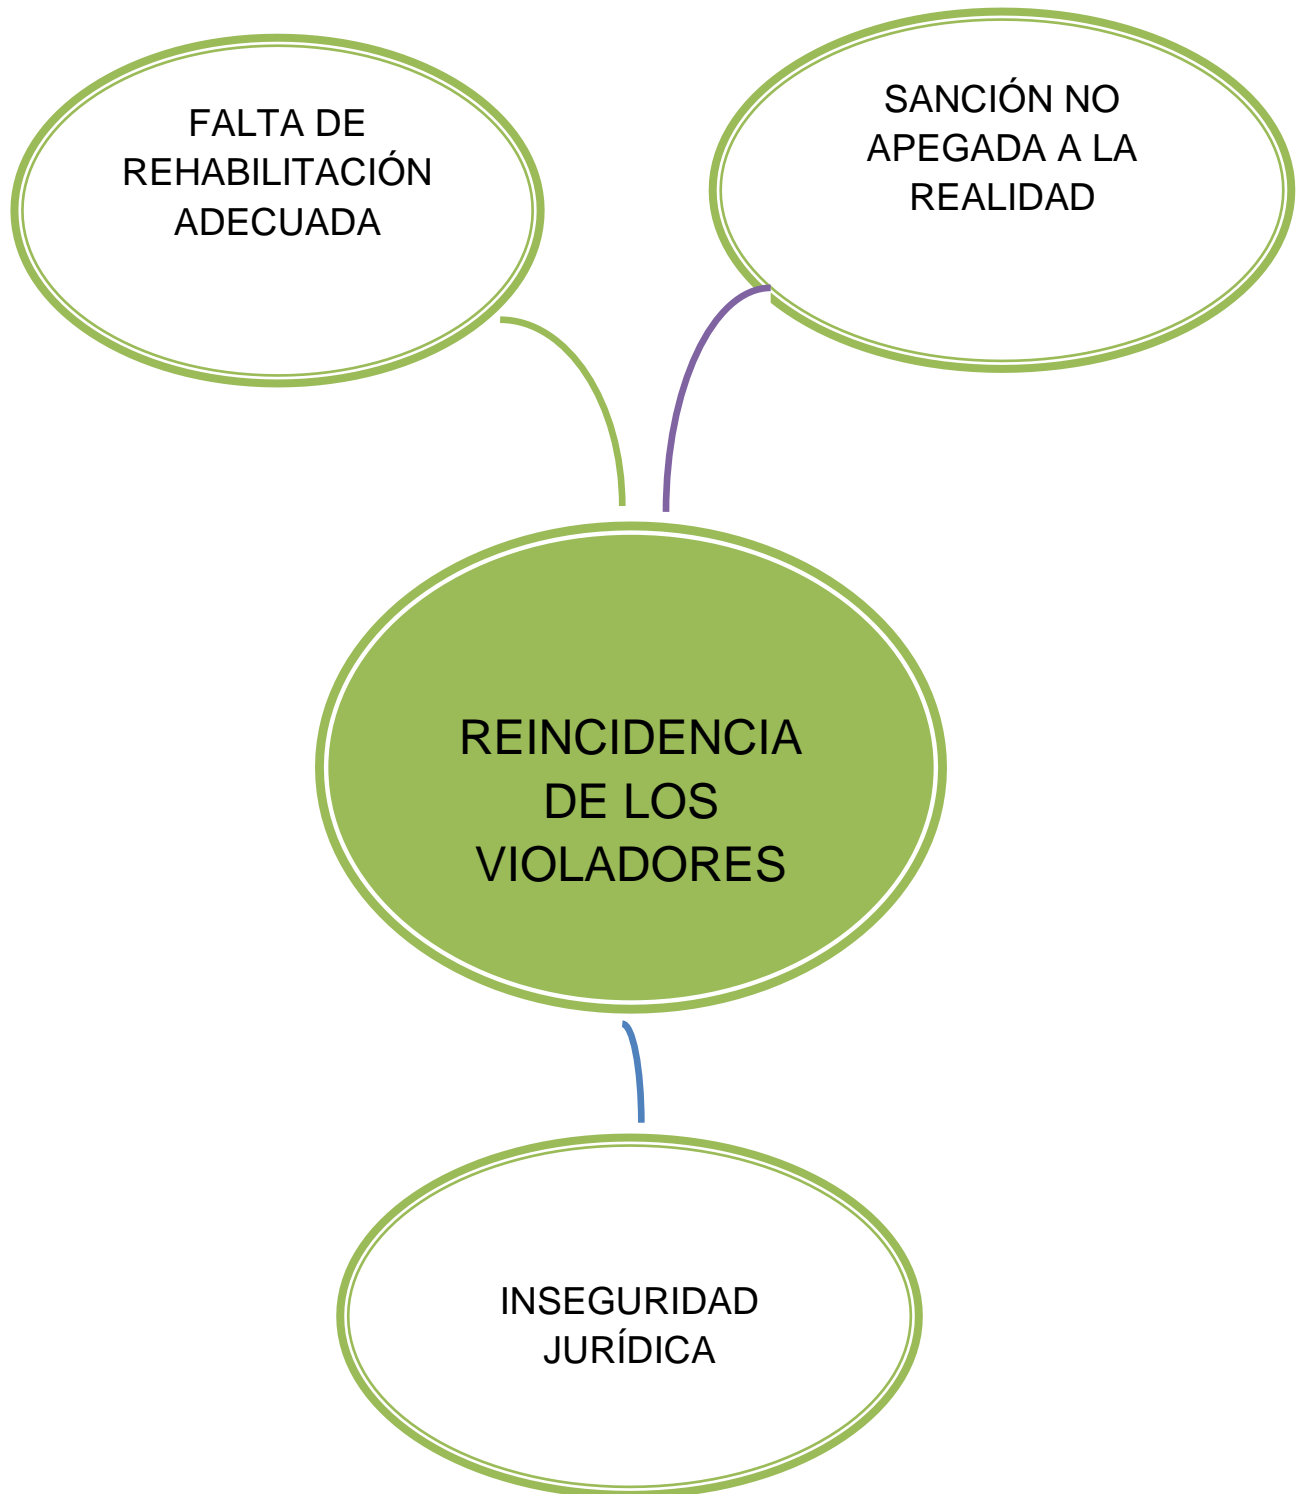 FALTA DE
REHABILITACIÓN
ADECUADA
SANCIÓN NO
APEGADA A LA
REALIDAD
REINCIDENCIA
DE LOS
VIOLADORES
INSEGURIDAD
JURÍDICA